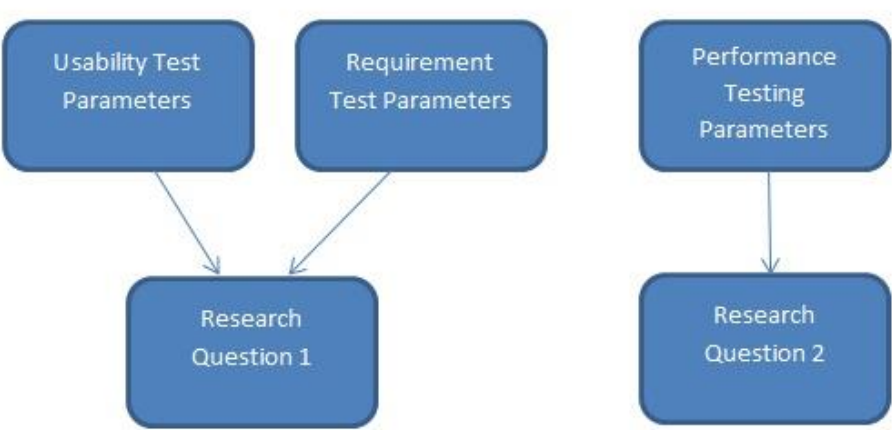 Usability Test
Parameters
Requirement
Test Parameters
Performance
Testing
Parameters
Research
Question 1
Research
Question 2